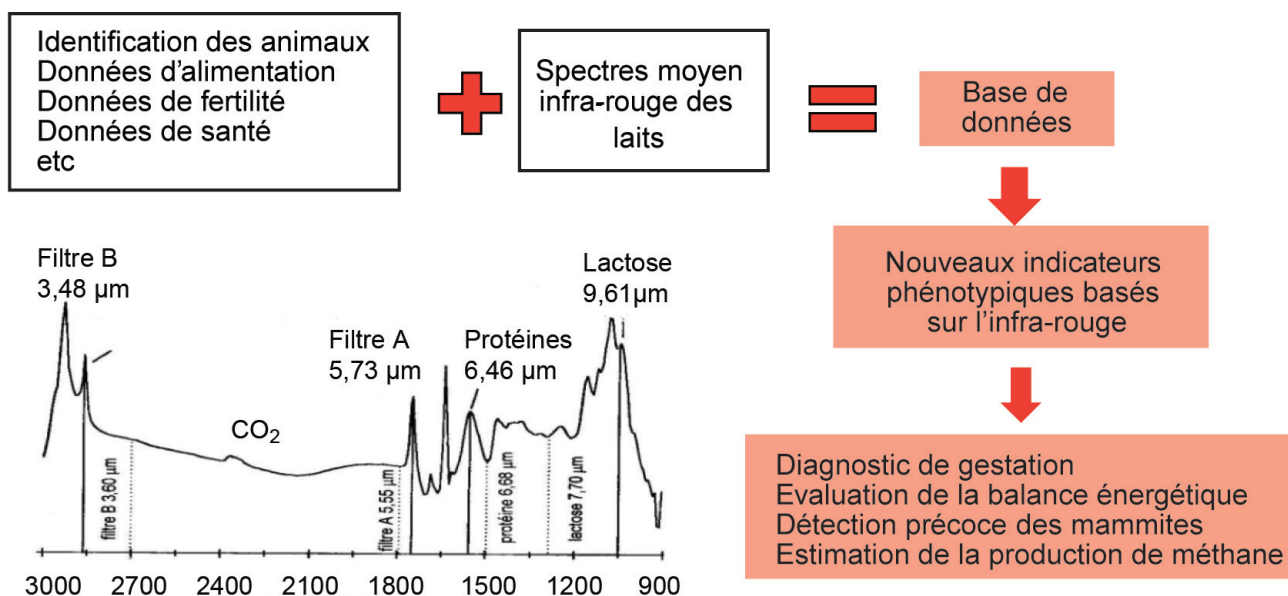 Identification des animaux
Données d'alimentation
Données de fertilité
Données de santé
etc
Spectres moyen
infra-rouge des
laits
Base de
données
Nouveaux indicateurs
phénotypiques basés
sur l'infra-rouge
Diagnostic de gestation
Evaluation de la balance énergétique
Détection précoce des mammites
Estimation de la production de méthane
Filtre B
3,48 µm
Filtre A
5,73 µm
Protéines
6,46 µm
Lactose
9,61µm
CO₂
filtre B 3,60 µm
filtre A 5,55 µm
protéine 6,68 µm
lactose 7,70 µm
3000 2700 2400 2100 1800 1500 1200 900